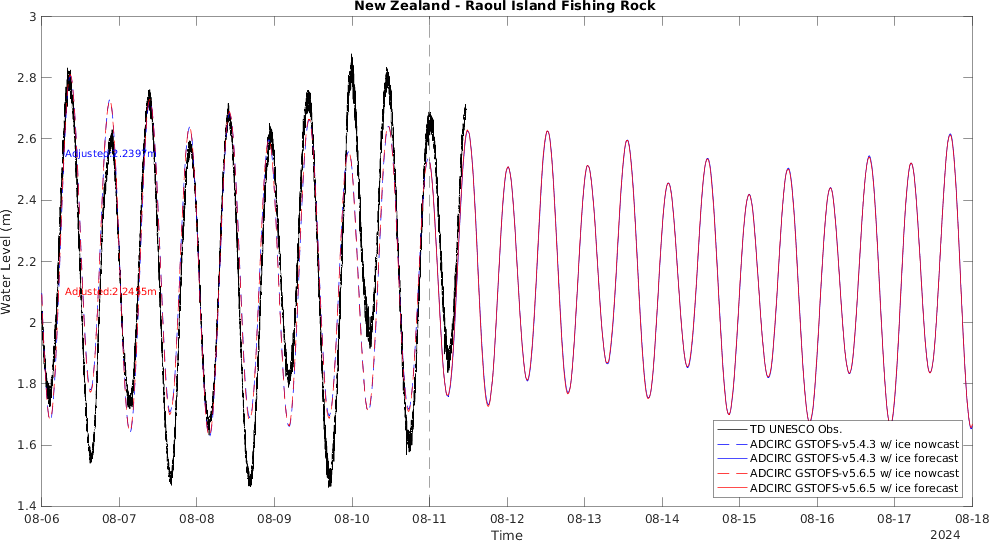 New Zealand - Raoul Island Fishing Rock
3
2.8
2.6
2.4
2.2
2
1.8
1.6
1.4
Water Level (m)
Adjusted:2.2397m
Adjusted:2.2495m
TD UNESCO Obs.
ADCIRC GSTOFS-v5.4.3 w/ ice nowcast
ADCIRC GSTOFS-v5.4.3 w/ ice forecast
ADCIRC GSTOFS-v5.6.5 w/ ice nowcast
ADCIRC GSTOFS-v5.6.5 w/ ice forecast
08-06 08-07 08-08 08-09 08-10 08-11 08-12 08-13 08-14 08-15 08-16 08-17 08-18
Time
2024